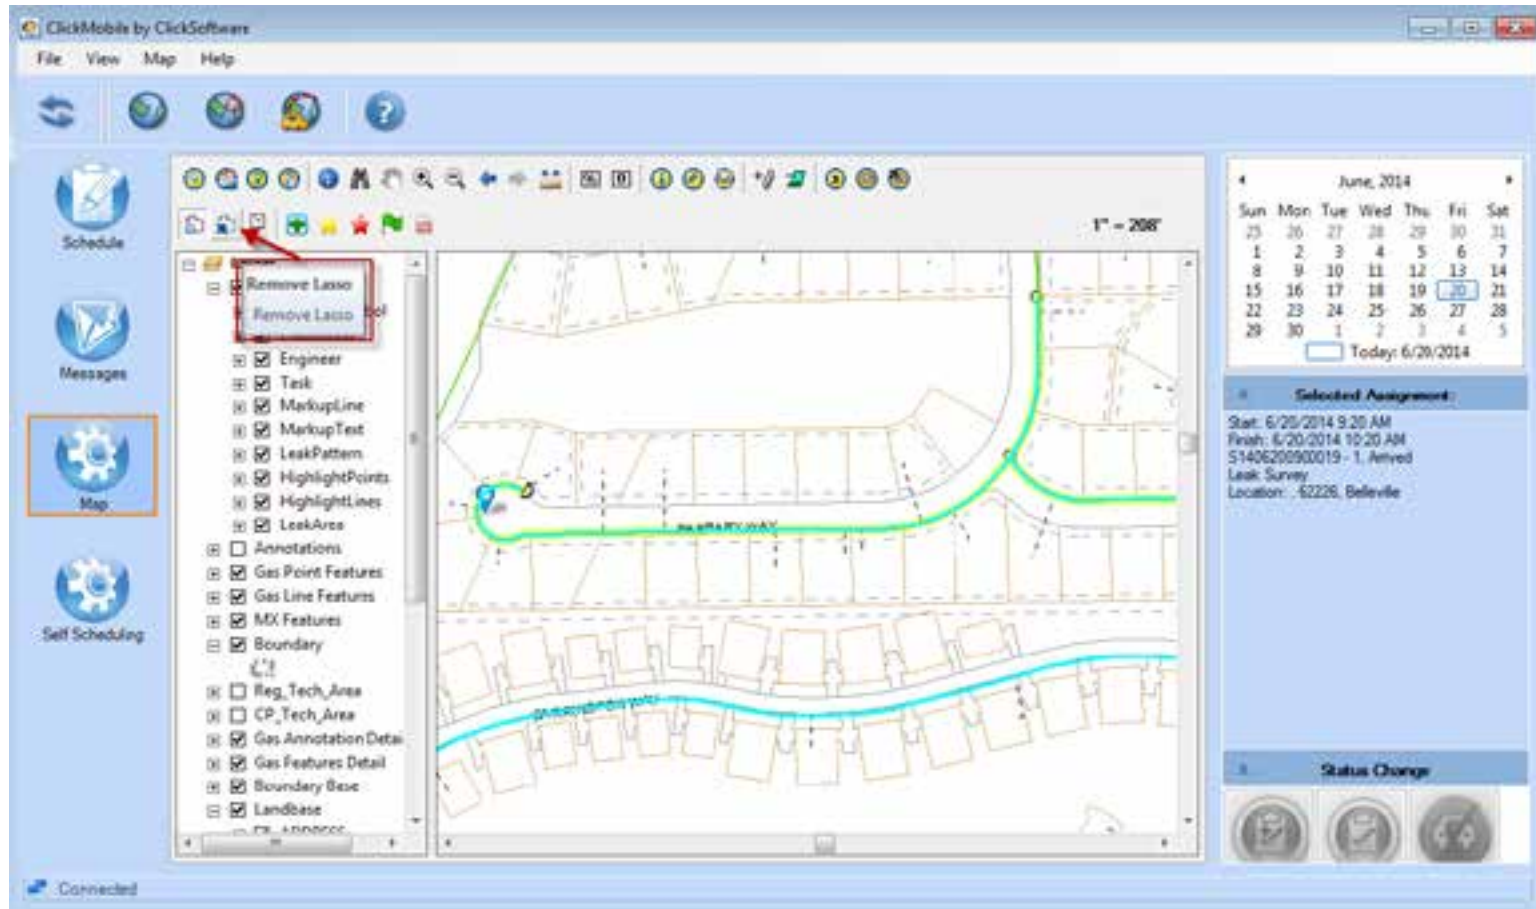 ClickMobile by ClickSoftware
File View Map Help
Schedule
Messages
Map
Self Scheduling
1" = 208'
Remove Lasso
Remove Lasso
Engineer
Task
MarkupLine
MarkupText
LeakPattern
HighlightPoints
HighlightLines
LeakArea
Annotations
Gas Point Features
Gas Line Features
MX Features
Boundary
Reg_Tech_Area
CP_Tech_Area
Gas Annotation Detai
Gas Features Detail
Boundary Base
Landbase
June, 2014
Sun Mon Tue Wed Thu Fri Sat
25 26 27 28 29 30 31
1 2 3 4 5 6 7
8 9 10 11 12 13 14
15 16 17 18 19 20 21
22 23 24 25 26 27 28
29 30 1 2 3 4 5
Today: 6/20/2014
Selected Assignment:
Start: 6/20/2014 9:20 AM
Finish: 6/20/2014 10:20 AM
S1406200900019 - 1, Arrived
Leak Survey
Location: , 62226, Belleville
Status Change
Connected